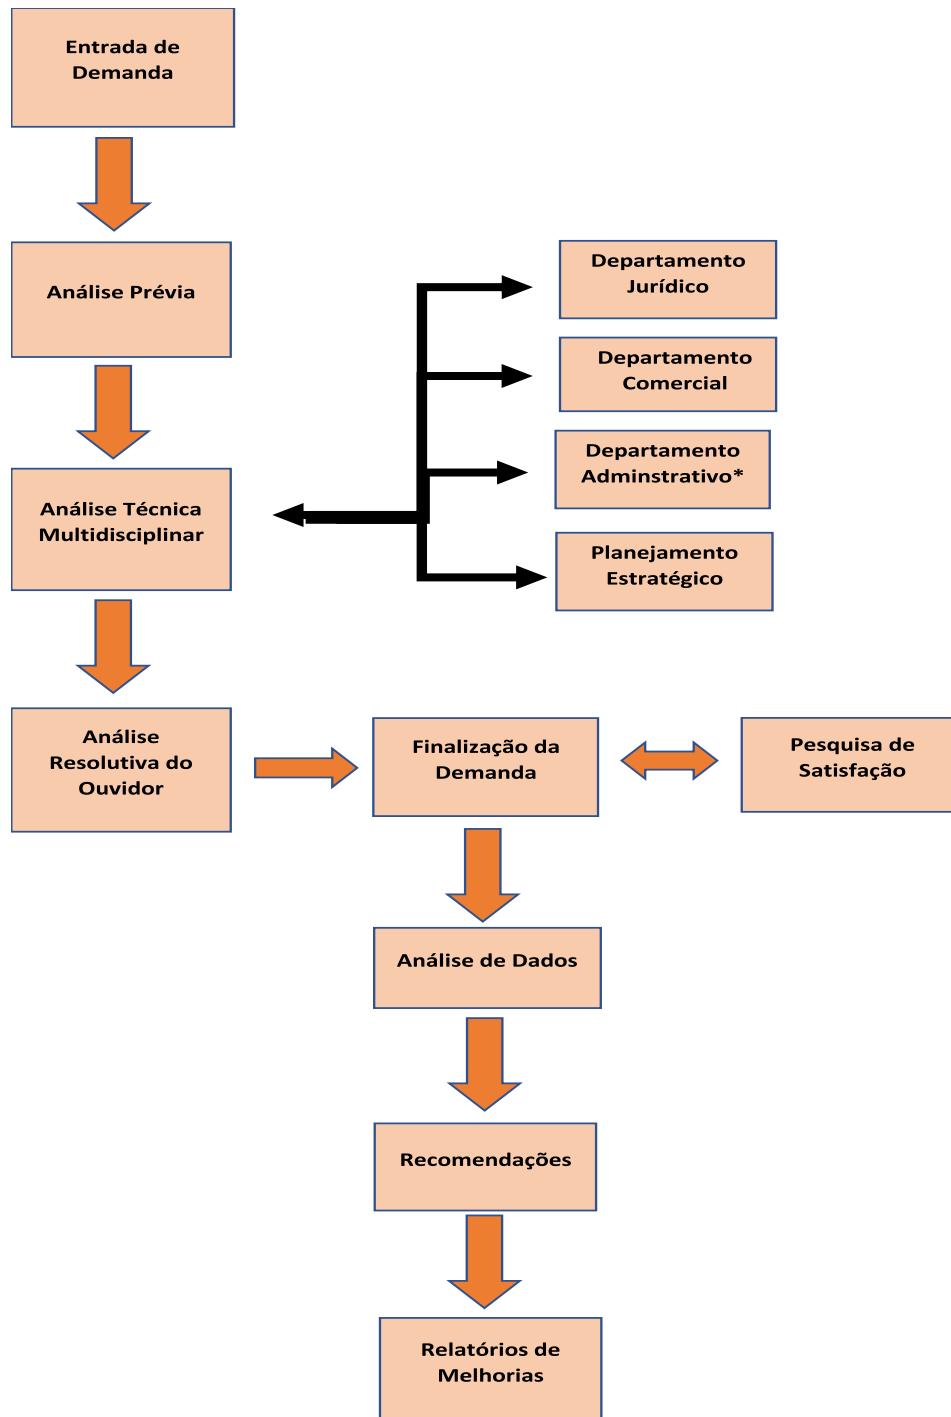 Entrada de
Demanda
Análise Prévia
Departamento
Jurídico
Departamento
Comercial
Departamento
Adminstrativo*
Análise Técnica
Multidisciplinar
Planejamento
Estratégico
Análise
Resolutiva do
Ouvidor
Finalização da
Demanda
Pesquisa de
Satisfação
Análise de Dados
Recomendações
Relatórios de
Melhorias